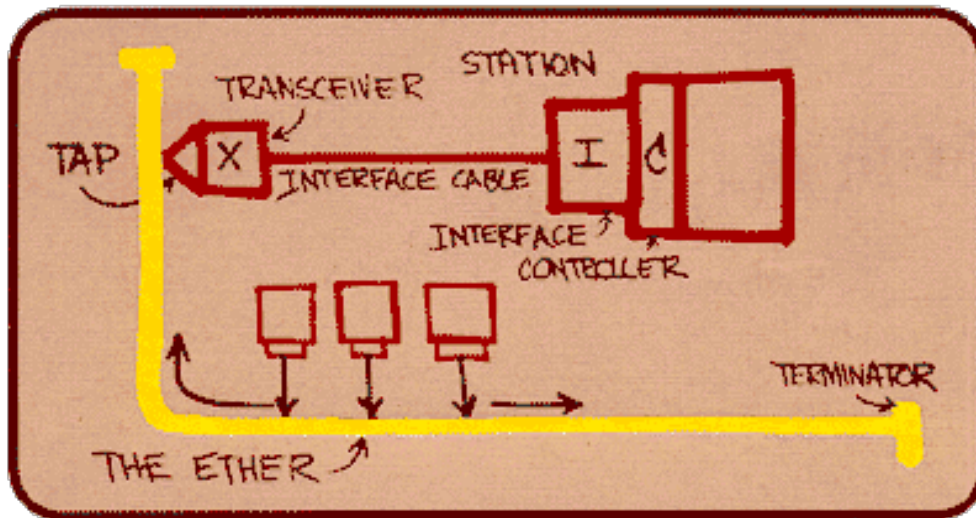 STATION
TRANSCEIVER
TAP
X
I
C
INTERFACE CABLE
INTERFACE
CONTROLLER
TERMINATOR
THE ETHER